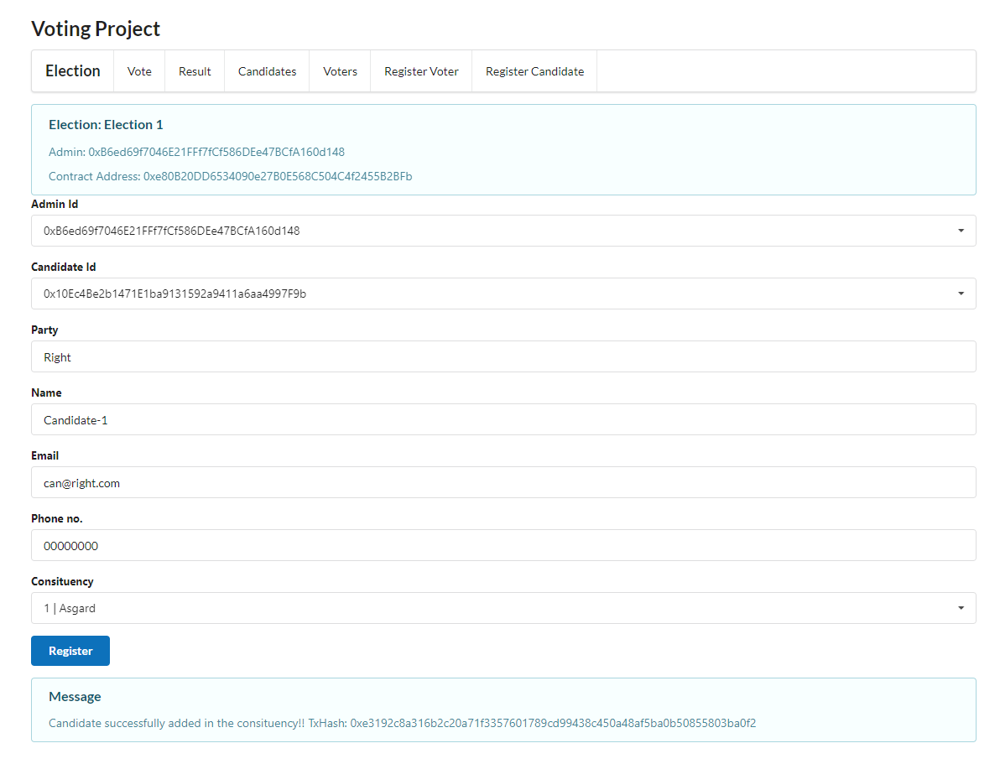 Voting Project
Election Vote Result Candidates Voters Register Voter Register Candidate
Election: Election 1
Admin: 0xB6ed69f7046E21FFf7fCf586DEe47BCfA160d148
Contract Address: 0xe80B20DD6534090e27B0E568C504C4f2455B2BFb
Admin Id
0xB6ed69f7046E21FFf7fCf586DEe47BCfA160d148
Candidate Id
0x10Ec4Be2b1471E1ba9131592a9411a6aa4997F9b
Party
Right
Name
Candidate-1
Email
can@right.com
Phone no.
00000000
Consituency
1 | Asgard
Register
Message
Candidate successfully added in the consituency!! TxHash: 0xe3192c8a316b2c20a71f3357601789cd99438c450a48af5ba0b50855803ba0f2